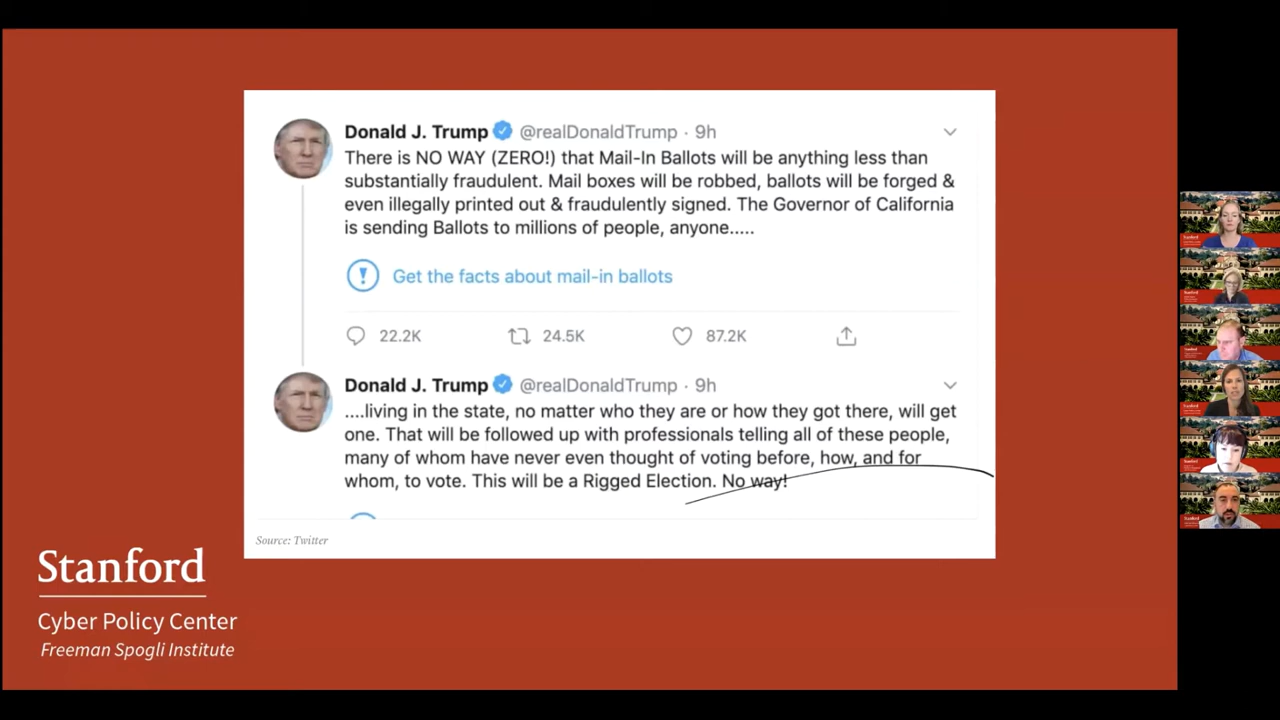 Donald J. Trump @realDonaldTrump · 9h
There is NO WAY (ZERO!) that Mail-In Ballots will be anything less than
substantially fraudulent. Mail boxes will be robbed, ballots will be forged &
even illegally printed out & fraudulently signed. The Governor of California
is sending Ballots to millions of people, anyone.....
Get the facts about mail-in ballots
22.2K 24.5K 87.2K
Donald J. Trump @realDonaldTrump · 9h
....living in the state, no matter who they are or how they got there, will get
one. That will be followed up with professionals telling all of these people,
many of whom have never even thought of voting before, how, and for
whom, to vote. This will be a Rigged Election. No way!
Source: Twitter
Stanford
Cyber Policy Center
Freeman Spogli Institute
Stanford
Stanford
Stanford
Stanford
Stanford
Stanford